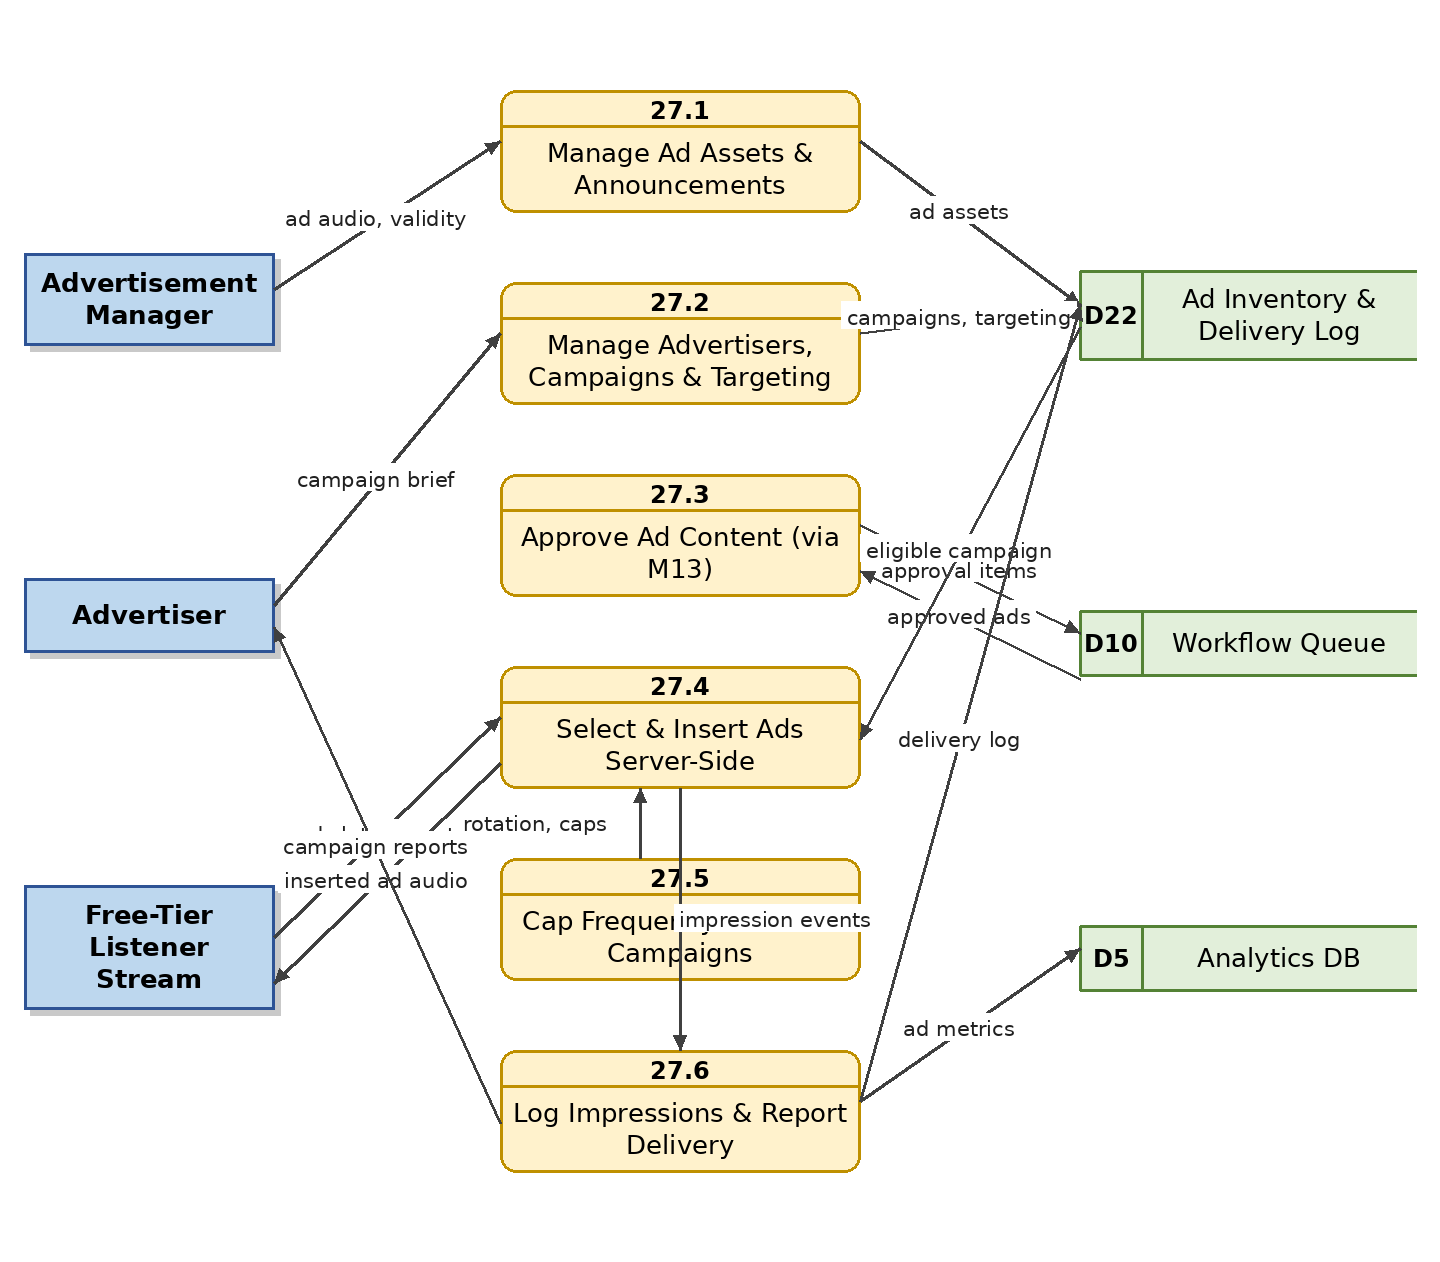 27.1
Manage Ad Assets &
Announcements
ad audio, validity
ad assets
Advertisement
Manager
27.2
Manage Advertisers,
Campaigns & Targeting
campaigns, targeting
D22
Ad Inventory &
Delivery Log
campaign brief
27.3
Approve Ad Content (via
M13)
eligible campaign
approval items
approved ads
Advertiser
D10
Workflow Queue
27.4
Select & Insert Ads
Server-Side
delivery log
rotation, caps
campaign reports
inserted ad audio
27.5
Cap
Campaigns
impression events
Free-Tier
Listener
Stream
D5
Analytics DB
ad metrics
27.6
Log Impressions & Report
Delivery